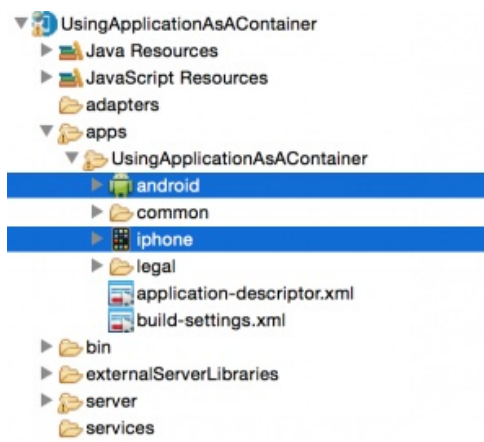 UsingApplicationAsAContainer
Java Resources
JavaScript Resources
adapters
apps
UsingApplicationAsAContainer
android
common
iphone
legal
application-descriptor.xml
build-settings.xml
bin
externalServerLibraries
server
services